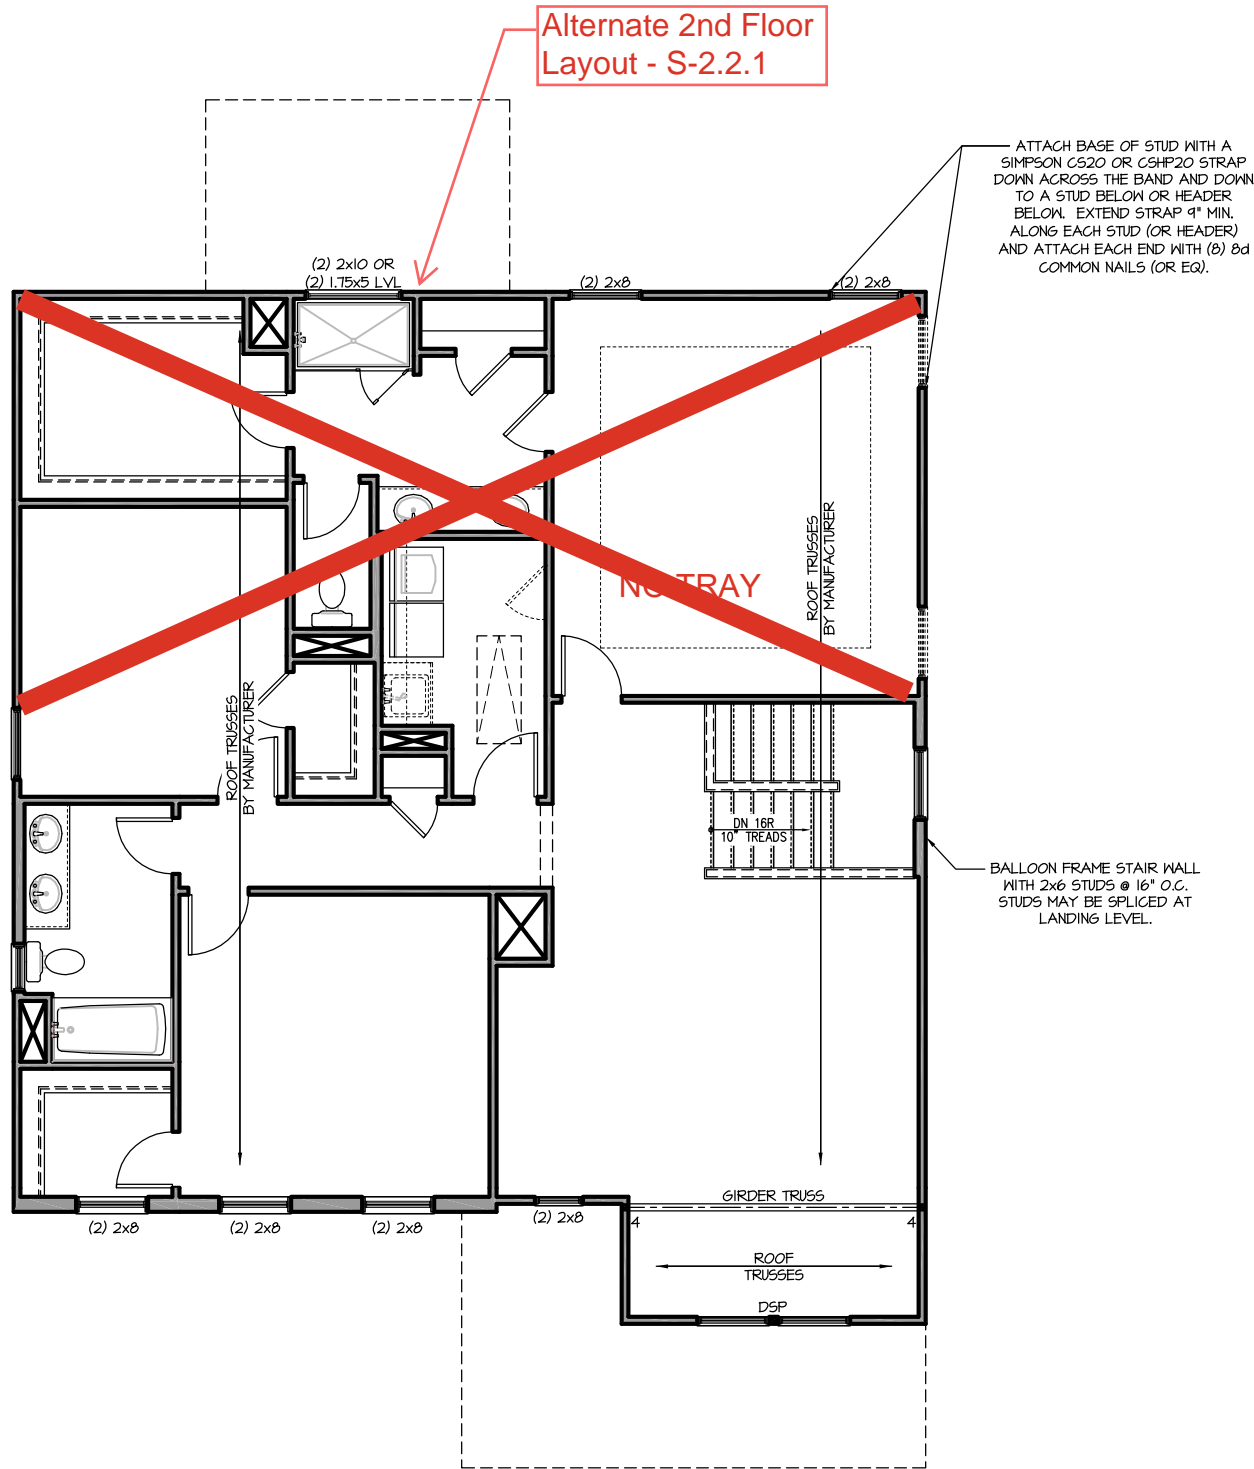 Alternate 2nd Floor
Layout - S-2.2.1
ATTACH BASE OF STUD WITH A
SIMPSON CS20 OR CSHP20 STRAP
DOWN ACROSS THE BAND AND DOWN
TO A STUD BELOW OR HEADER
BELOW. EXTEND STRAP 9" MIN.
ALONG EACH STUD (OR HEADER)
AND ATTACH EACH END WITH (8) 8d
COMMON NAILS (OR EQ).
(2) 2x10 OR
(2) 1.75x5 LVL
(2) 2x8
(2) 2x8
ROOF TRUSSES
BY MANUFACTURER
NO TRAY
ROOF TRUSSES
BY MANUFACTURER
DN 16R
10" TREADS
BALLOON FRAME STAIR WALL
WITH 2x6 STUDS @ 16" O.C.
STUDS MAY BE SPLICED AT
LANDING LEVEL.
GIRDER TRUSS
4
4
(2) 2x8
(2) 2x8
(2) 2x8
(2) 2x8
ROOF
TRUSSES
DSP